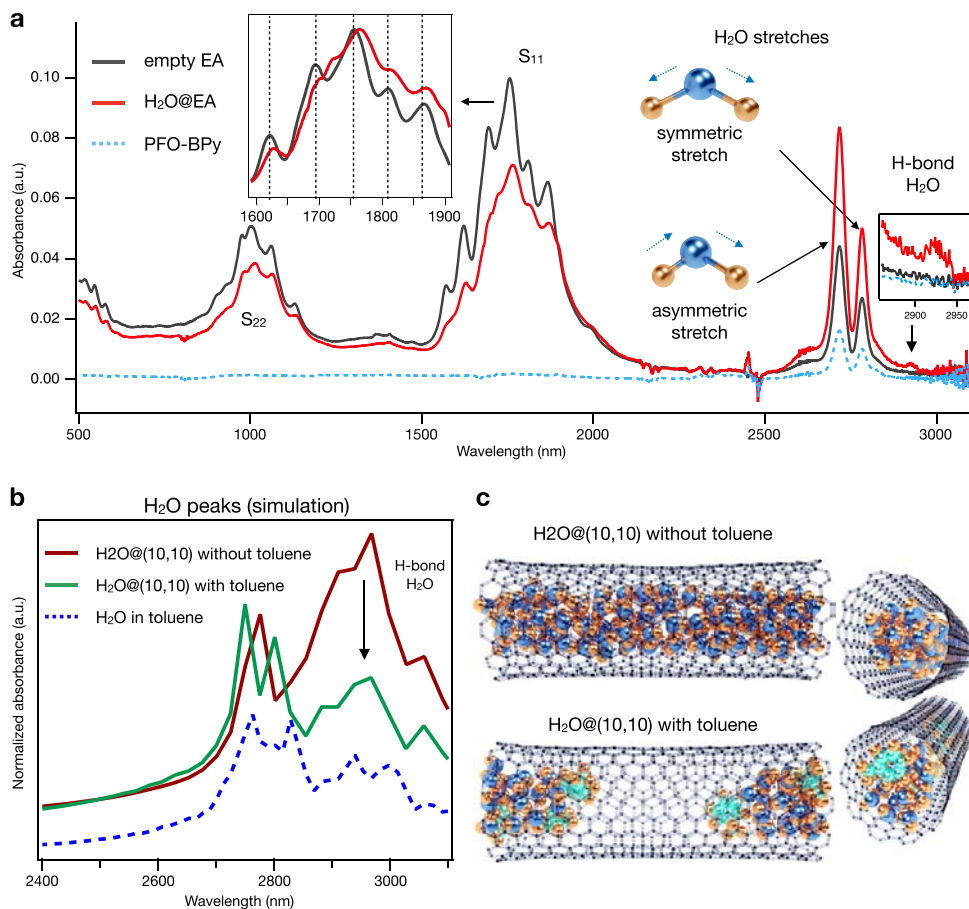 a
empty EA
H₂O@EA
PFO-BPy
1600 1700 1800 1900
S₁₁
S₂₂
H₂O stretches
symmetric
stretch
asymmetric
stretch
H-bond
H₂O
2900 2950
Absorbance (a.u.)
0.10
0.08
0.06
0.04
0.02
0.00
500 1000 1500 2000 2500 3000
Wavelength (nm)
b
H₂O peaks (simulation)
H2O@(10,10) without toluene
H₂O@(10,10) with toluene
H₂O in toluene
H-bond
H₂O
Normalized absorbance (a.u.)
2400 2600 2800 3000
Wavelength (nm)
c
H2O@(10,10) without toluene
H₂O@(10,10) with toluene